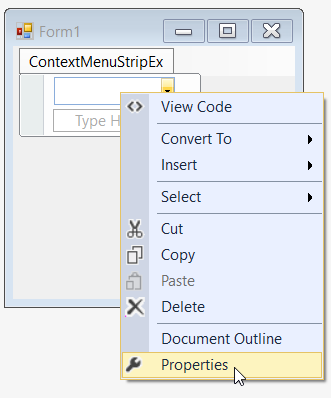 Form1
ContextMenuStripEx
Type H
View Code
Convert To
Insert
Select
Cut
Copy
Paste
Delete
Document Outline
Properties